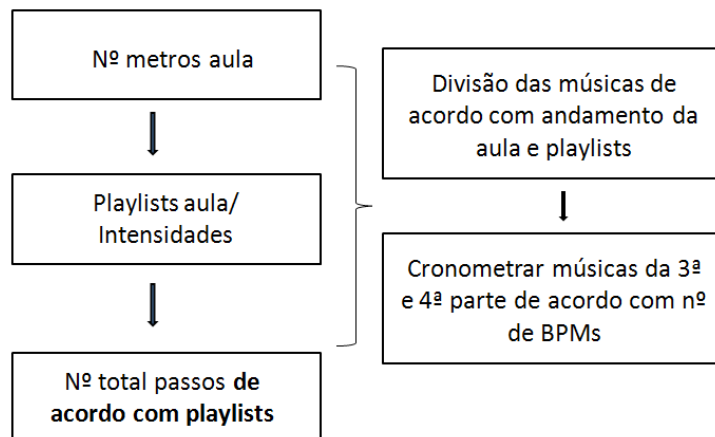 Nº metros aula
Playlists aula/
Intensidades
Nº total passos de
acordo com playlists
Divisão das músicas de
acordo com andamento da
aula e playlists
Cronometrar músicas da 3ª
e 4ª parte de acordo com nº
de BPMs